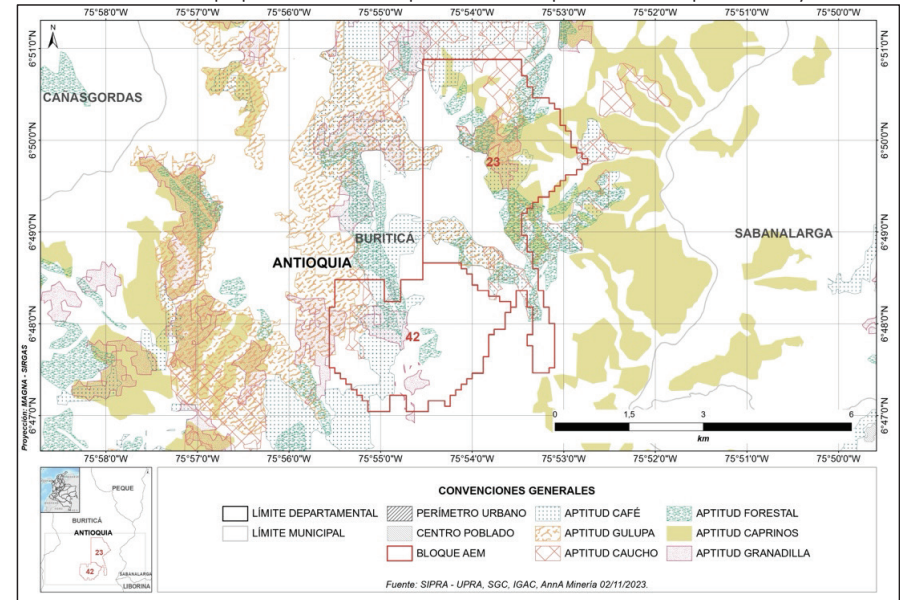 75°58'0"W 75°57'0"W 75°56'0"W 75°55'0"W 75°54'0"W 75°53'0"W 75°52'0"W 75°51'0"W 75°50'0"W
6°51'0"N 6°51'0"N
N
CAÑASGORDAS
6°50'0"N 6°50'0"N
23
6°49'0"N 6°49'0"N
BURITICÁ
SABANALARGA
ANTIOQUIA
6°48'0"N 6°48'0"N
42
6°47'0"N 6°47'0"N
0 1,5 3 6
km
Proyección: MAGNA - SIRGAS
75°58'0"W 75°57'0"W 75°56'0"W 75°55'0"W 75°54'0"W 75°53'0"W 75°52'0"W 75°51'0"W 75°50'0"W
PEQUE
BURITICÁ
ANTIOQUIA
23
42
SABANALARGA
LIBORINA
CONVENCIONES GENERALES
LÍMITE DEPARTAMENTAL PERÍMETRO URBANO APTITUD CAFÉ APTITUD FORESTAL
LÍMITE MUNICIPAL CENTRO POBLADO APTITUD GULUPA APTITUD CAPRINOS
BLOQUE AEM APTITUD CAUCHO APTITUD GRANADILLA
Fuente: SIPRA - UPRA, SGC, IGAC, AnnA Minería 02/11/2023.